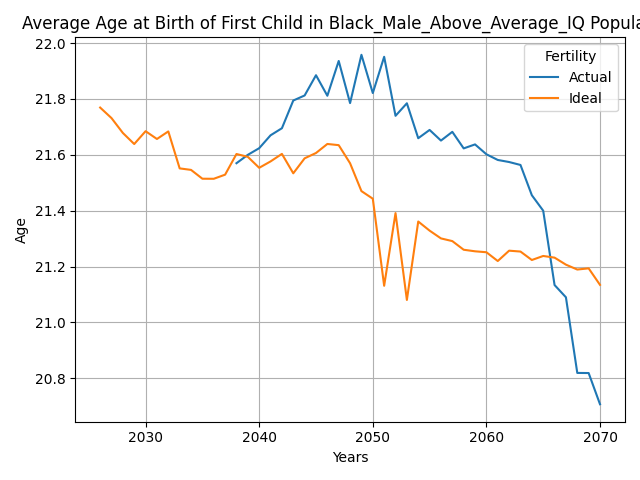 Average Age at Birth of First Child in Black_Male_Above_Average_IQ Popula
Fertility
Actual
Ideal
Age
22.0
21.8
21.6
21.4
21.2
21.0
20.8
2030 2040 2050 2060 2070
Years